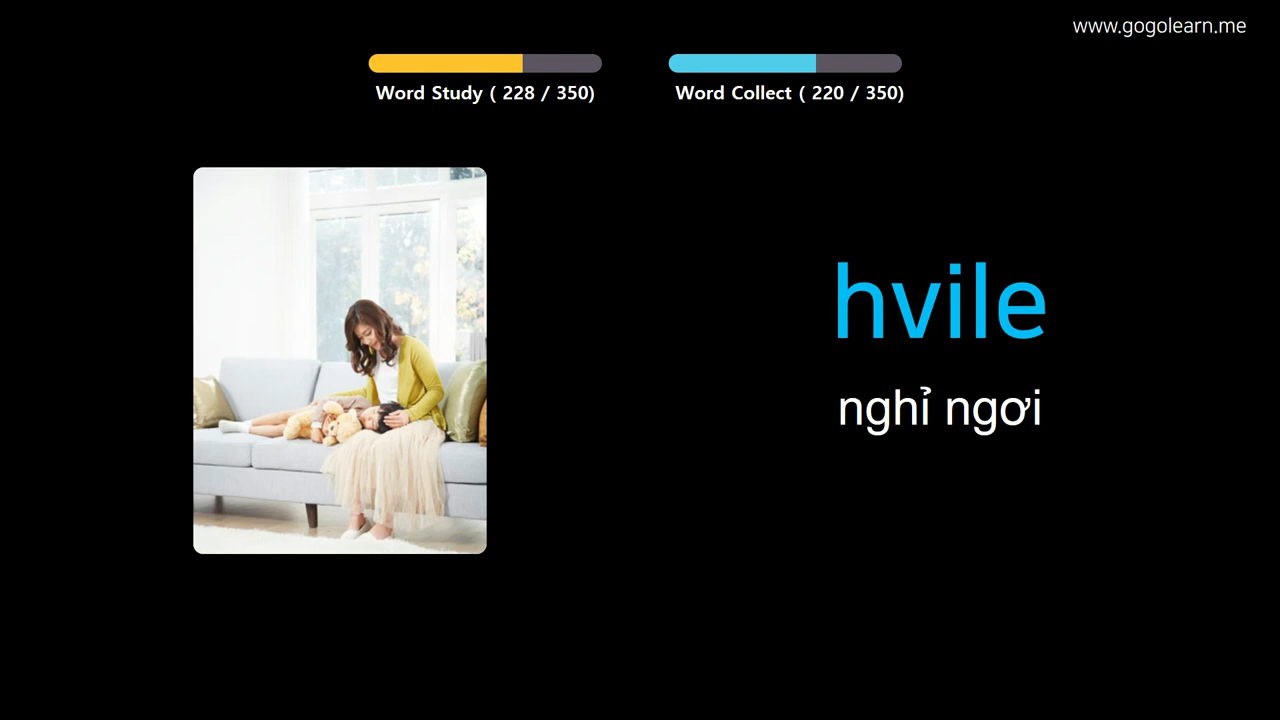 www.gogolearn.me
Word Study ( 228 / 350)
Word Collect ( 220 / 350)
hvile
nghỉ ngơi